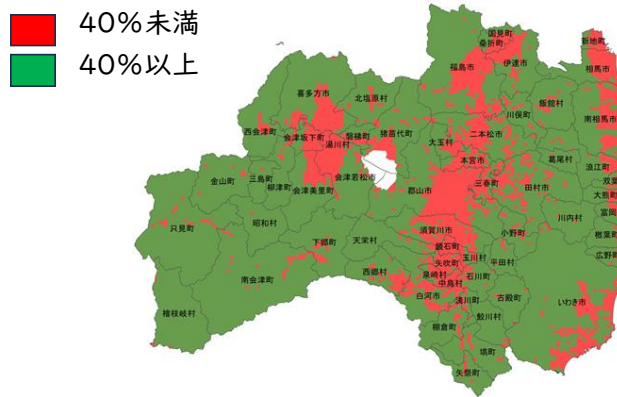 40%未満
40%以上
国見町
桑折町
新地町
福島市
伊達市
相馬市
喜多方市
北塩原村
飯舘村
川俣町
南相馬市
西会津町
会津坂下町
磐梯町
猪苗代町
二本松市
湯川村
大玉村
本宮市
葛尾村
浪江町
金山町
三島町
柳津町
会津若松市
会津美里町
郡山市
三春町
田村市
双葉
大熊町
昭和村
川内村
富岡
只見町
須賀川市
小野町
楢葉町
下郷町
天栄村
鏡石町
玉川村
平田村
広野町
矢吹町
南会津町
西郷村
泉崎村
石川町
中島村
白河市
浅川町
古殿町
いわき市
檜枝岐村
棚倉町
鮫川村
塙町
矢祭町